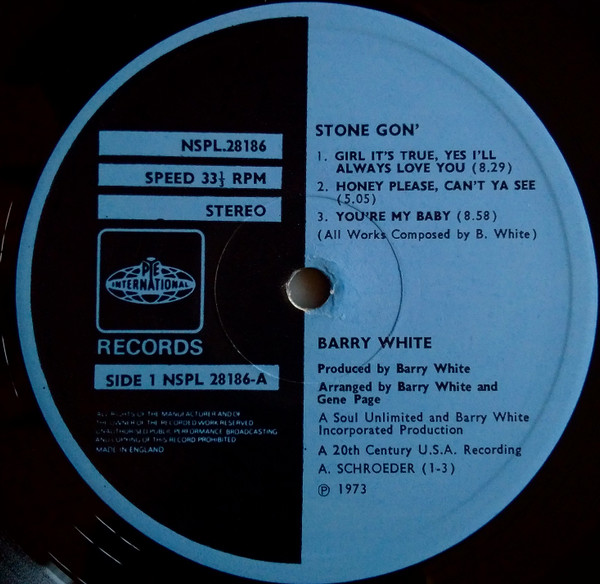 NSPL.28186
SPEED 33⅓ RPM
STEREO
PYE
INTERNATIONAL
RECORDS
SIDE 1 NSPL 28186-A
ALL RIGHTS OF THE MANUFACTURER AND OF
THE OWNER OF THE RECORDED WORK RESERVED
UNAUTHORISED PUBLIC PERFORMANCE BROADCASTING
AND COPYING OF THIS RECORD PROHIBITED
MADE IN ENGLAND
STONE GON'
1. GIRL IT'S TRUE, YES I'LL
ALWAYS LOVE YOU (8.29)
2. HONEY PLEASE, CAN'T YA SEE
(5.05)
3. YOU'RE MY BABY (8.58)
(All Works Composed by B. White)
BARRY WHITE
Produced by Barry White
Arranged by Barry White and
Gene Page
A Soul Unlimited and Barry White
Incorporated Production
A 20th Century U.S.A. Recording
A. SCHROEDER (1-3)
℗ 1973